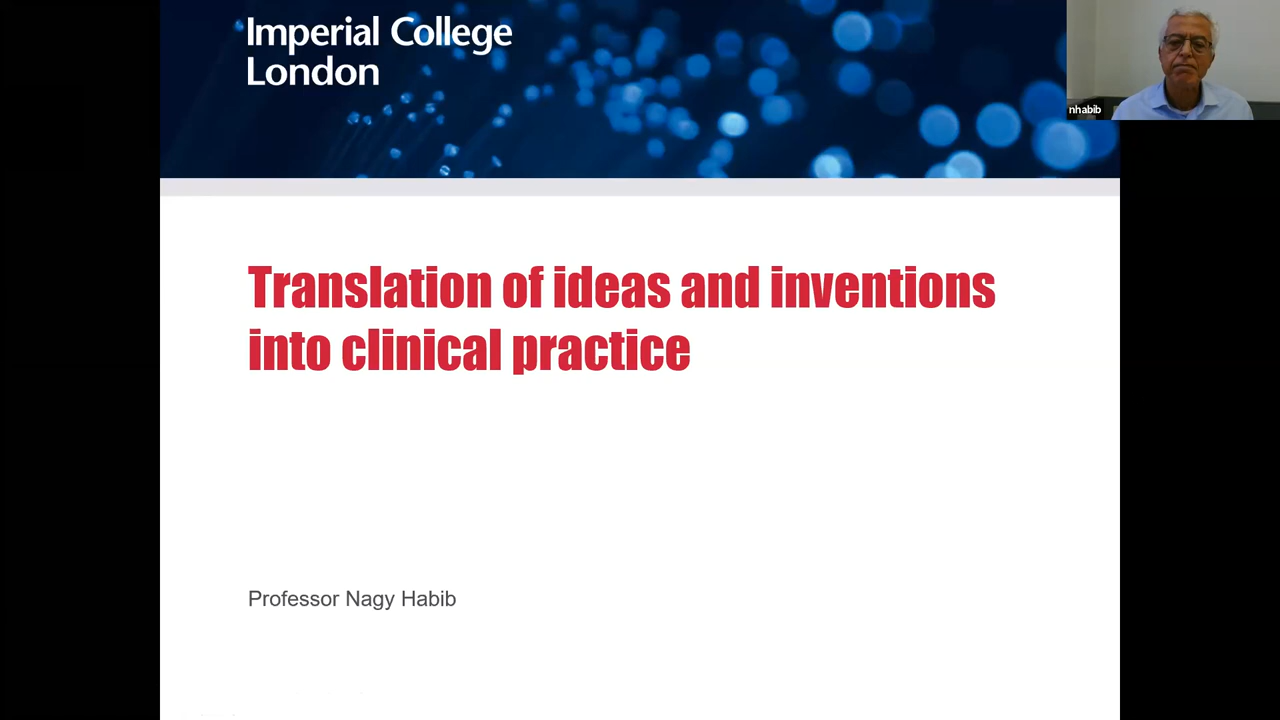 Imperial College
London
nhabib
Translation of ideas and inventions
into clinical practice
Professor Nagy Habib